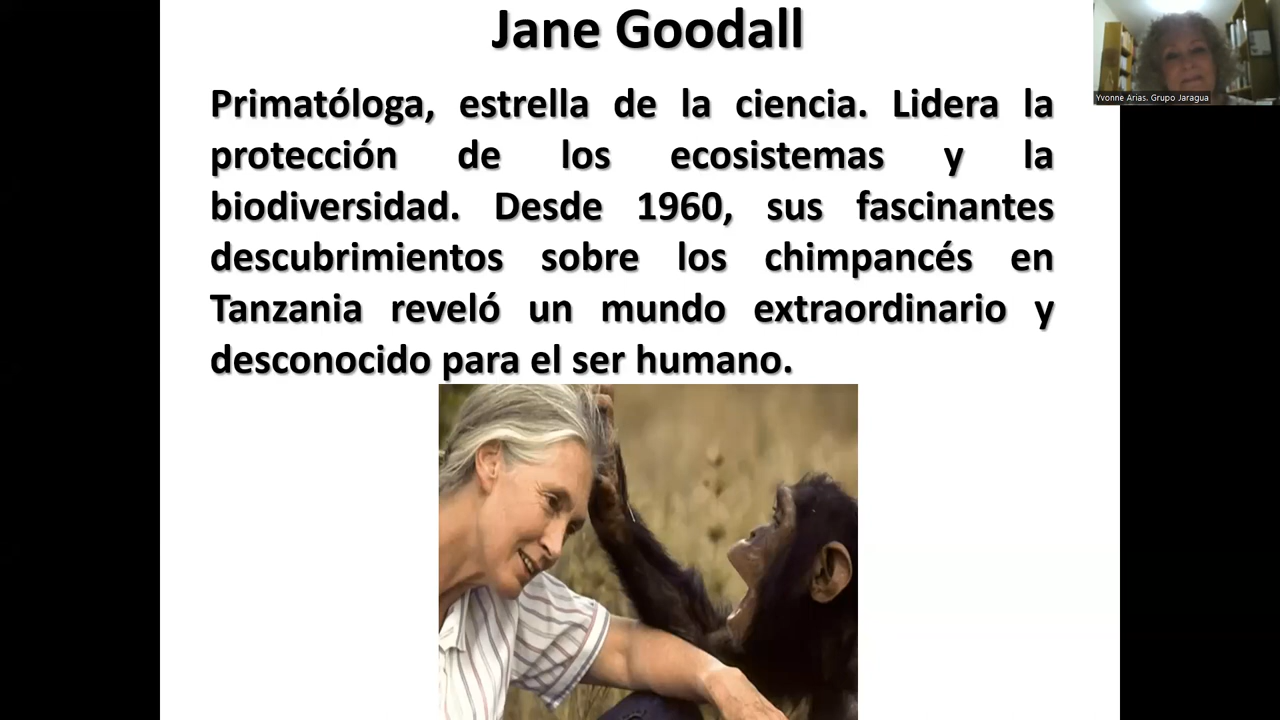 Jane Goodall
Primatóloga, estrella de la ciencia. Lidera la
protección de los ecosistemas y la
biodiversidad. Desde 1960, sus fascinantes
descubrimientos sobre los chimpancés en
Tanzania reveló un mundo extraordinario y
desconocido para el ser humano.
Yvonne Arias. Grupo Jaragua